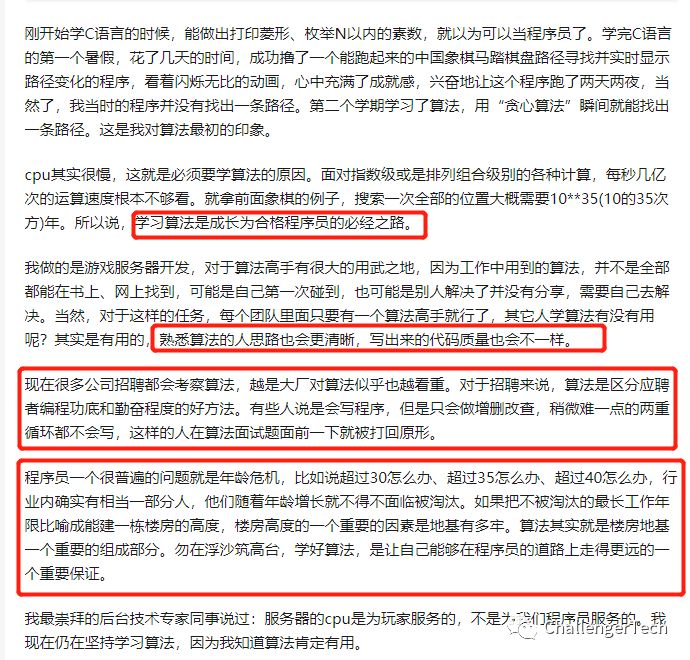 刚开始学C语言的时候，能做出打印菱形、枚举N以内的素数，就以为可以当程序员了。学完C语言
的第一个暑假，花了几天的时间，成功撸了一个能跑起来的中国象棋马踏棋盘路径寻找并实时显示
路径变化的程序，看着闪烁无比的动画，心中充满了成就感，兴奋地让这个程序跑了两天两夜，当
然了，我当时的程序并没有找出一条路径。第二个学期学习了算法，用“贪心算法”瞬间就能找出
一条路径。这是我对算法最初的印象。
cpu其实很慢，这就是必须要学算法的原因。面对指数级或是排列组合级别的各种计算，每秒几亿
次的运算速度根本不够看。就拿前面象棋的例子，搜索一次全部的位置大概需要10**35(10的35次
方)年。所以说，学习算法是成长为合格程序员的必经之路。
我做的是游戏服务器开发，对于算法高手有很大的用武之地，因为工作中用到的算法，并不是全部
都能在书上、网上找到，可能是自己第一次碰到，也可能是别人解决了并没有分享，需要自己去解
决。当然，对于这样的任务，每个团队里面只要有一个算法高手就行了，其它人学算法有没有用
呢？其实是有用的，熟悉算法的人思路也会更清晰，写出来的代码质量也会不一样。
现在很多公司招聘都会考察算法，越是大厂对算法似乎也越看重。对于招聘来说，算法是区分应聘
者编程功底和勤奋程度的好方法。有些人说是会写程序，但是只会做增删改查，稍微难一点的两重
循环都不会写，这样的人在算法面试题面前一下就被打回原形。
程序员一个很普遍的问题就是年龄危机，比如说超过30怎么办、超过35怎么办、超过40怎么办，行
业内确实有相当一部分人，他们随着年龄增长就不得不面临被淘汰。如果把不被淘汰的最长工作年
限比喻成能建一栋楼房的高度，楼房高度的一个重要的因素是地基有多牢。算法其实就是楼房地基
一个重要的组成部分。勿在浮沙筑高台，学好算法，是让自己能够在程序员的道路上走得更远的一
个重要保证。
我最崇拜的后台技术专家同事说过：服务器的cpu是为玩家服务的，不是为我们程序员服务的。我
现在仍在坚持学习算法，因为我知道算法肯定有用。
ChallengerTech